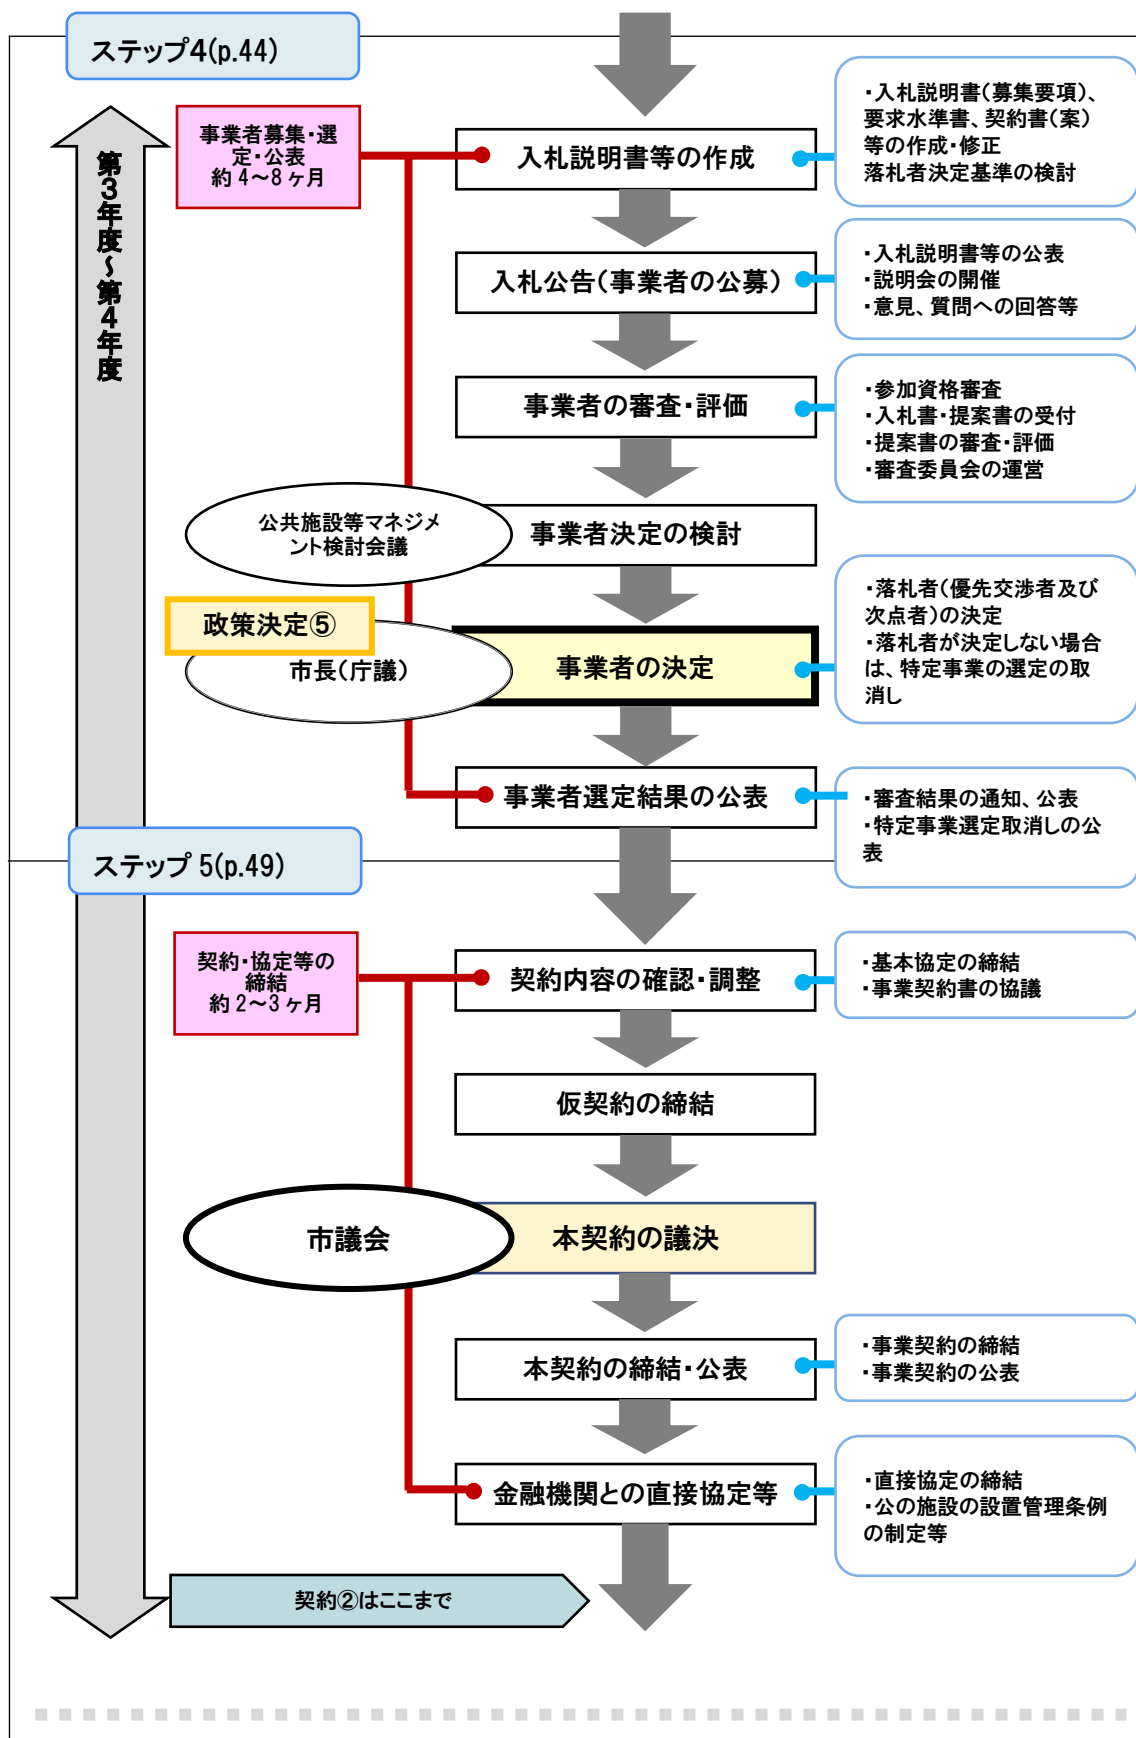 ステップ4(p.44)
第3年度～第4年度
事業者募集・選
定・公表
約4～8ヶ月
入札説明書等の作成
・入札説明書(募集要項)、
要求水準書、契約書(案)
等の作成・修正
落札者決定基準の検討
入札公告(事業者の公募)
・入札説明書等の公表
・説明会の開催
・意見、質問への回答等
事業者の審査・評価
・参加資格審査
・入札書・提案書の受付
・提案書の審査・評価
・審査委員会の運営
公共施設等マネジメ
ント検討会議
事業者決定の検討
政策決定⑤
市長(庁議)
事業者の決定
・落札者(優先交渉者及び
次点者)の決定
・落札者が決定しない場合
は、特定事業の選定の取
消し
事業者選定結果の公表
・審査結果の通知、公表
・特定事業選定取消しの公
表
ステップ 5(p.49)
契約・協定等の
締結
約 2～3ヶ月
契約内容の確認・調整
・基本協定の締結
・事業契約書の協議
仮契約の締結
市議会
本契約の議決
本契約の締結・公表
・事業契約の締結
・事業契約の公表
金融機関との直接協定等
・直接協定の締結
・公の施設の設置管理条例
の制定等
契約②はここまで